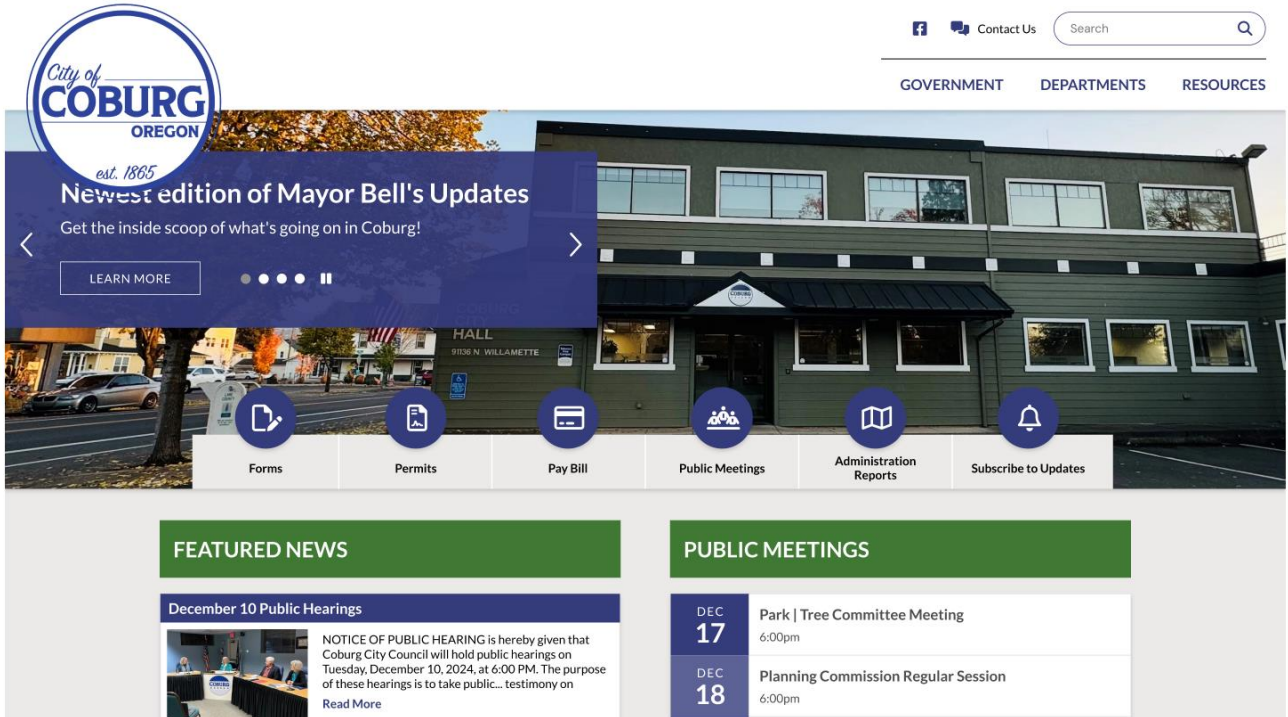 Contact Us
Search
City of
COBURG
OREGON
est. 1865
GOVERNMENT
DEPARTMENTS
RESOURCES
Newest edition of Mayor Bell's Updates
Get the inside scoop of what's going on in Coburg!
LEARN MORE
HALL
91136 N WILLAMETTE
COBURG
Forms
Permits
Pay Bill
Public Meetings
Administration
Reports
Subscribe to Updates
FEATURED NEWS
December 10 Public Hearings
NOTICE OF PUBLIC HEARING is hereby given that
Coburg City Council will hold public hearings on
Tuesday, December 10, 2024, at 6:00 PM. The purpose
of these hearings is to take public... testimony on
Read More
COBURG
PUBLIC MEETINGS
DEC
17
Park | Tree Committee Meeting
6:00pm
DEC
18
Planning Commission Regular Session
6:00pm